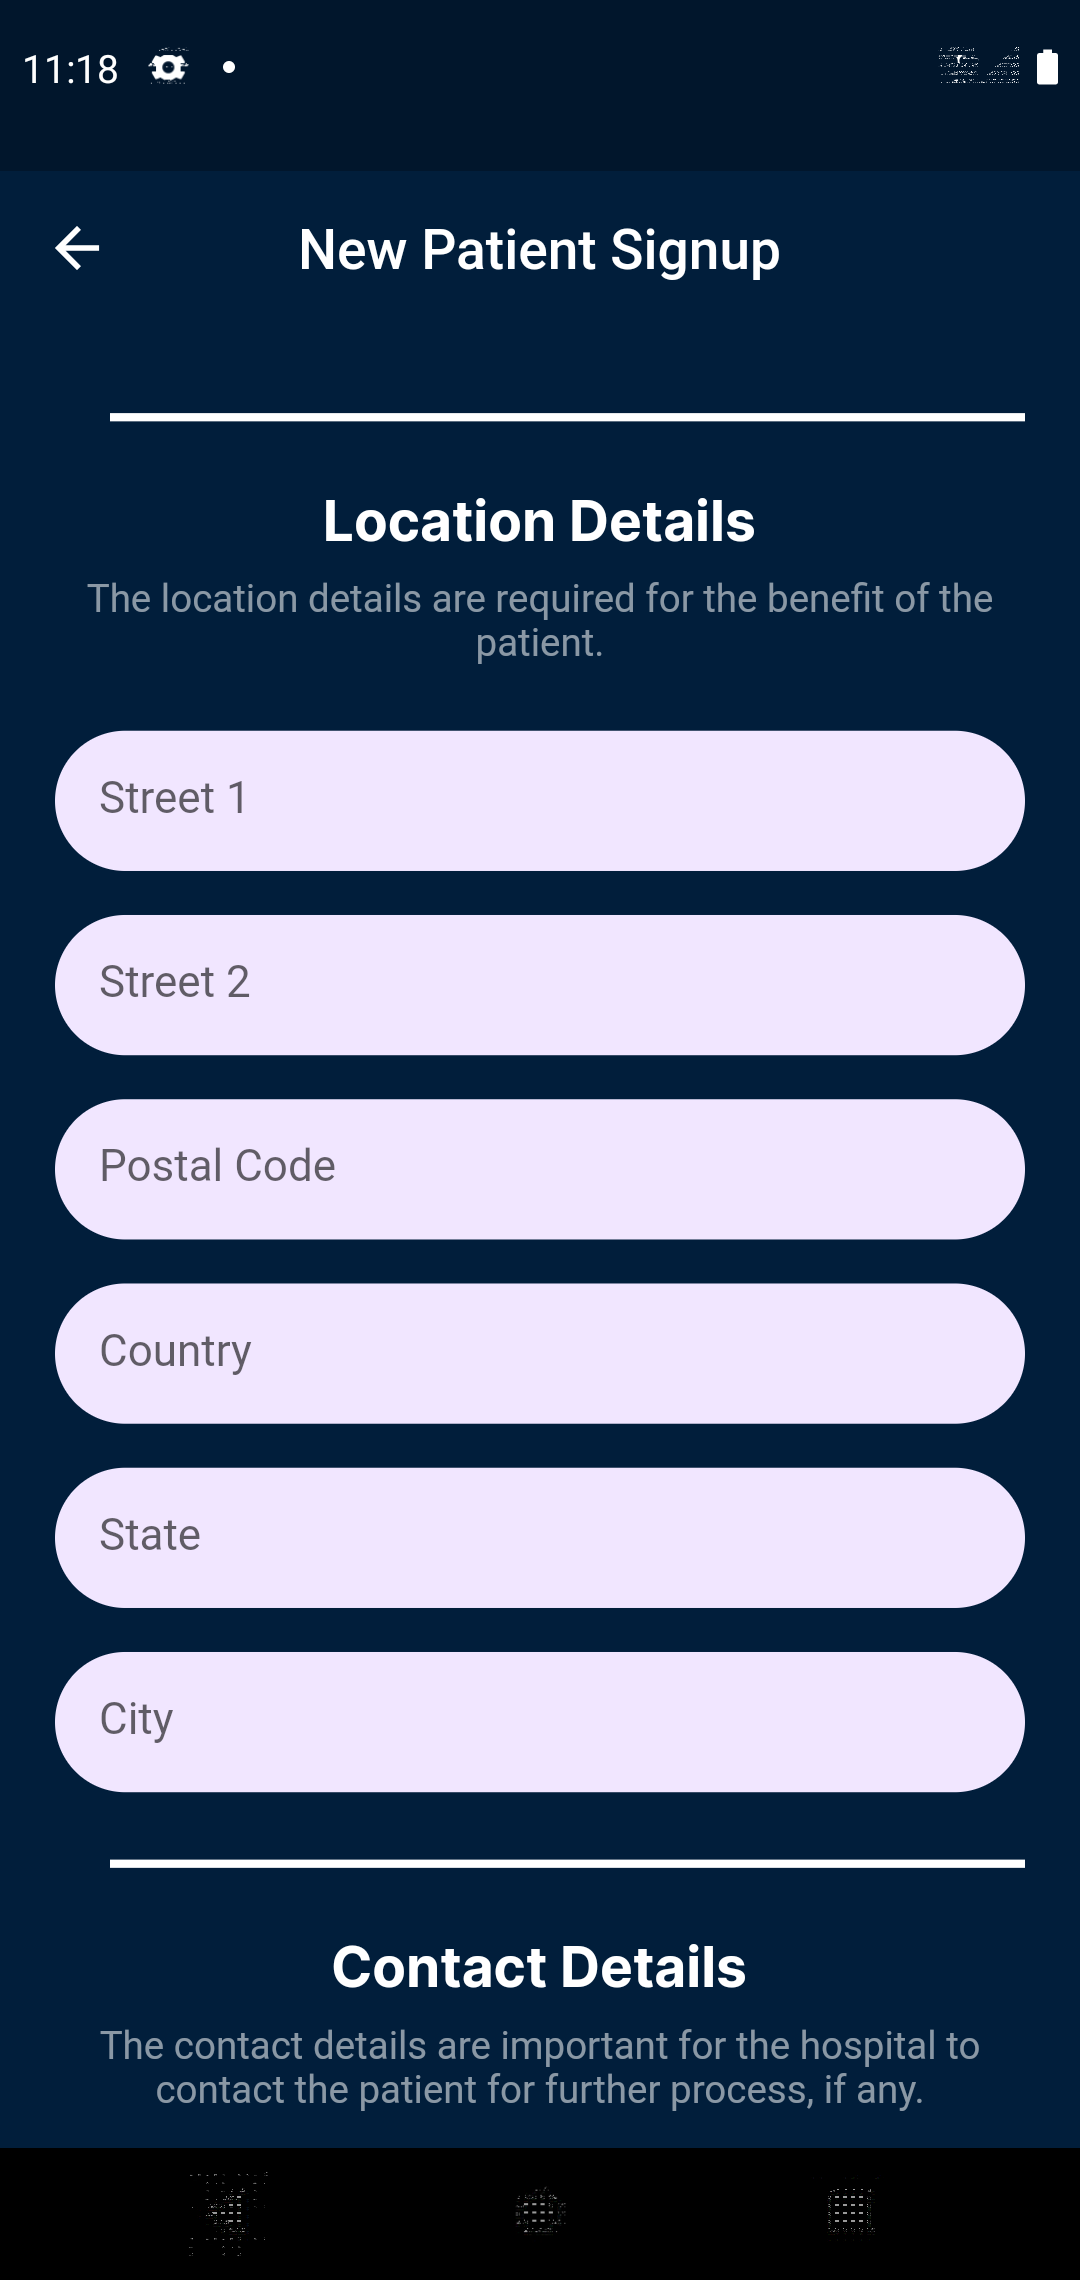 11:18
New Patient Signup
Location Details
The location details are required for the benefit of the
patient.
Street 1
Street 2
Postal Code
Country
State
City
Contact Details
The contact details are important for the hospital to
contact the patient for further process, if any.